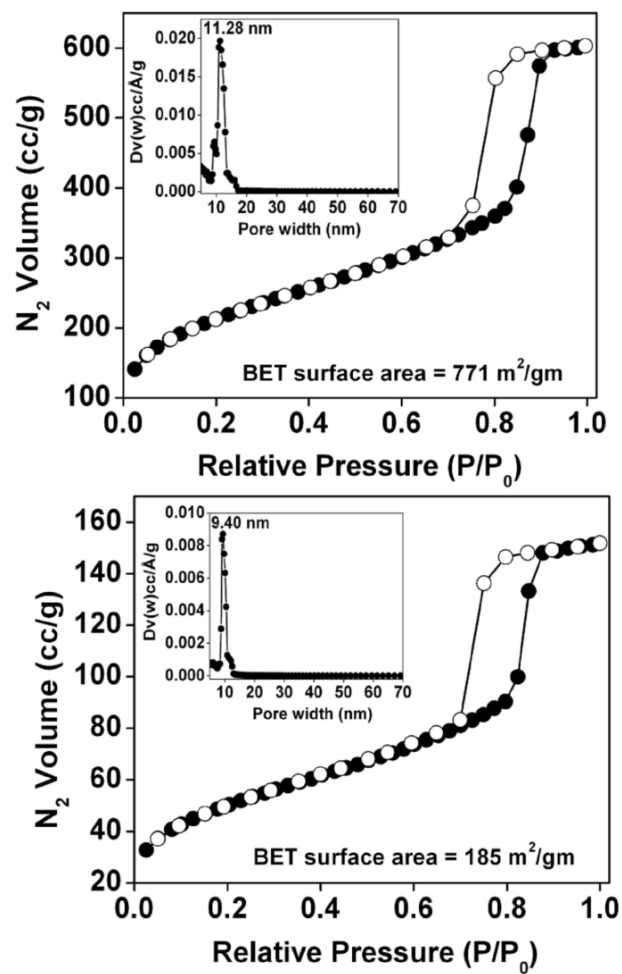 11.28 nm
0.020
0.015
0.010
0.005
0.000
Dv(w)cc/Å/g
10 20 30 40 50 60 70
Pore width (nm)
600
500
400
300
200
100
N2 Volume (cc/g)
BET surface area = 771 m²/gm
0.0 0.2 0.4 0.6 0.8 1.0
Relative Pressure (P/P0)
9.40 nm
0.010
0.008
0.006
0.004
0.002
0.000
Dv(w)cc/Å/g
10 20 30 40 50 60 70
Pore width (nm)
160
140
120
100
80
60
40
20
N2 Volume (cc/g)
BET surface area = 185 m²/gm
0.0 0.2 0.4 0.6 0.8 1.0
Relative Pressure (P/P0)